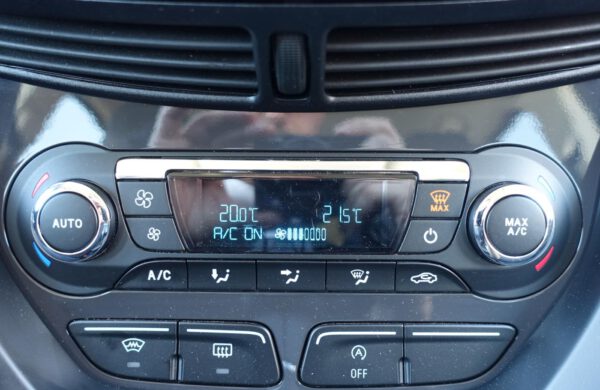 MAX
20.0°C 21.5°C
AUTO
A/C ON
MAX
A/C
A/C
A
OFF